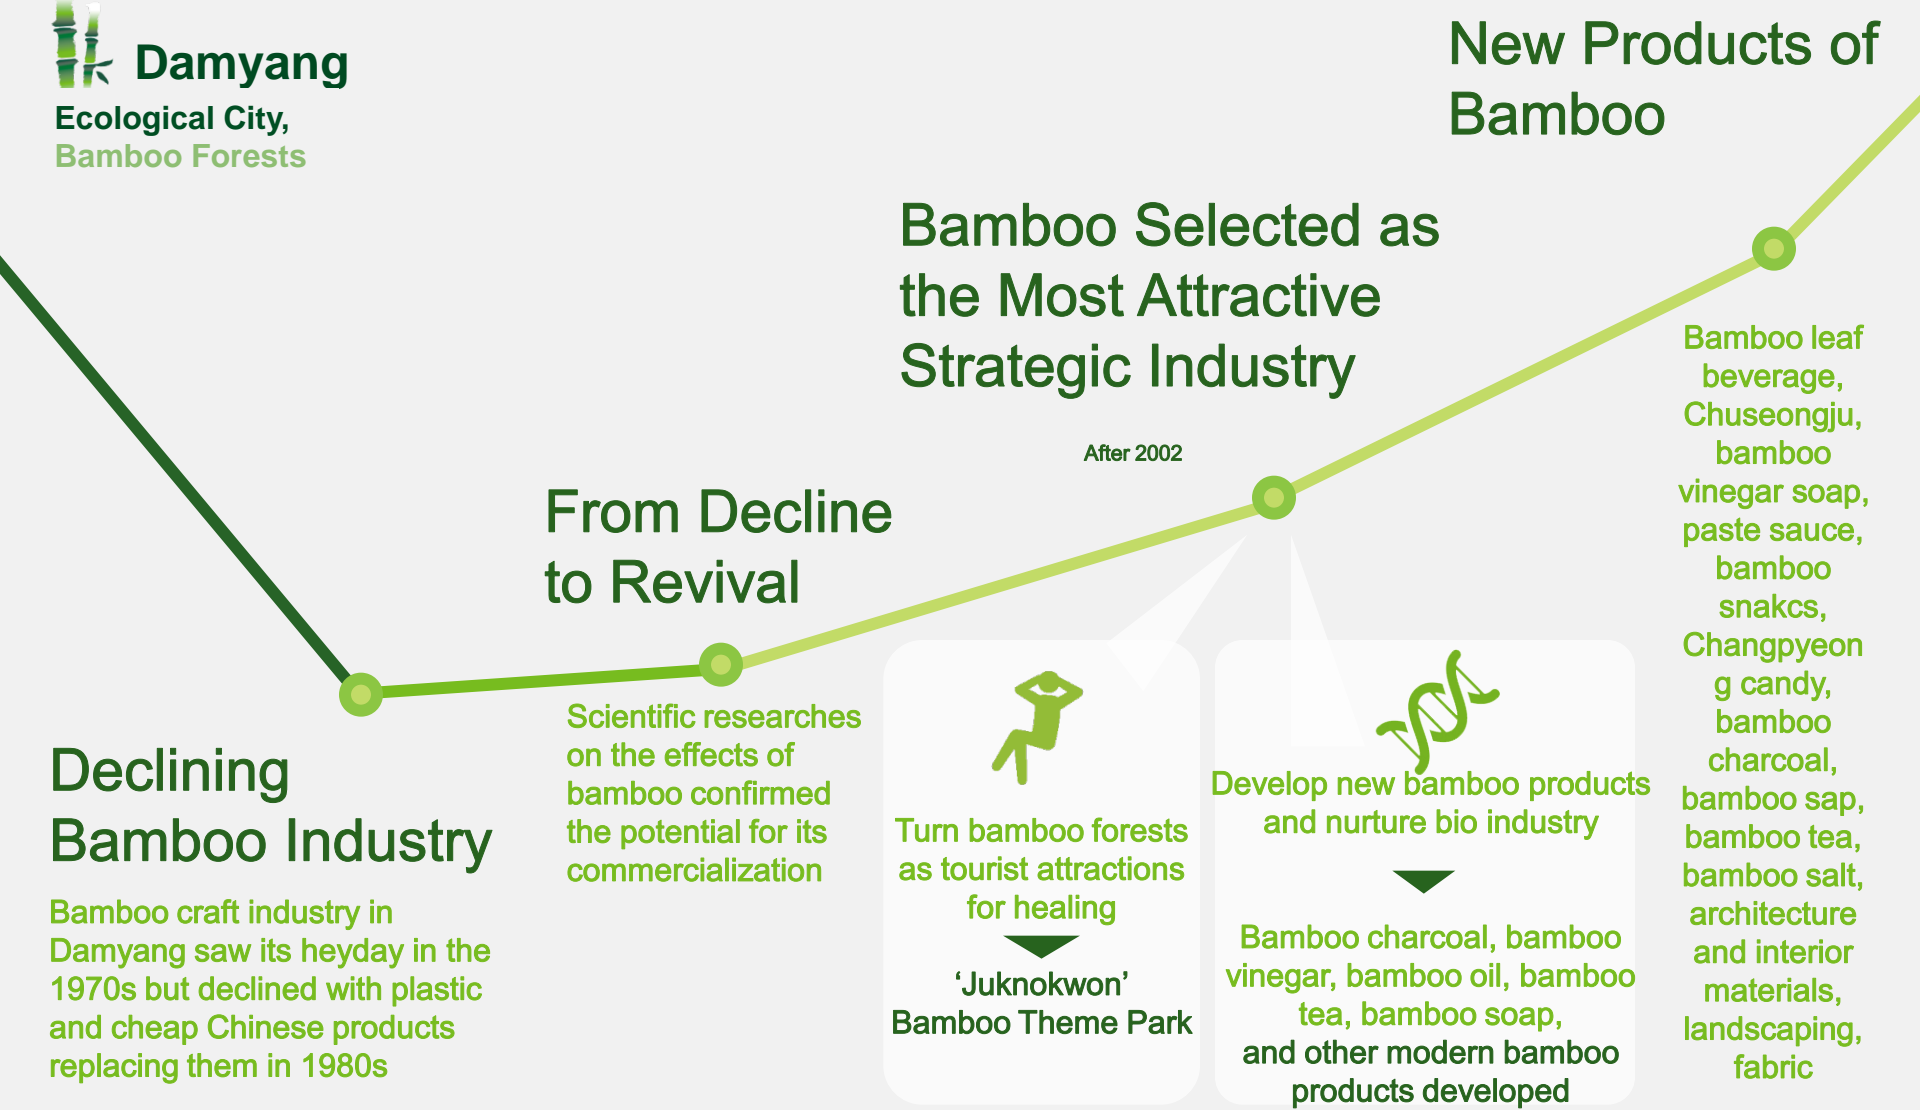 Damyang
Ecological City,
Bamboo Forests
Declining
Bamboo Industry
Bamboo craft industry in
Damyang saw its heyday in the
1970s but declined with plastic
and cheap Chinese products
replacing them in 1980s
From Decline
to Revival
Scientific researches
on the effects of
bamboo confirmed
the potential for its
commercialization
Bamboo Selected as
the Most Attractive
Strategic Industry
After 2002
Turn bamboo forests
as tourist attractions
for healing
‘Juknokwon’
Bamboo Theme Park
Develop new bamboo products
and nurture bio industry
Bamboo charcoal, bamboo
vinegar, bamboo oil, bamboo
tea, bamboo soap,
and other modern bamboo
products developed
New Products of
Bamboo
Bamboo leaf
beverage,
Chuseongju,
bamboo
vinegar soap,
paste sauce,
bamboo
snakcs,
Changpyeon
g candy,
bamboo
charcoal,
bamboo sap,
bamboo tea,
bamboo salt,
architecture
and interior
materials,
landscaping,
fabric